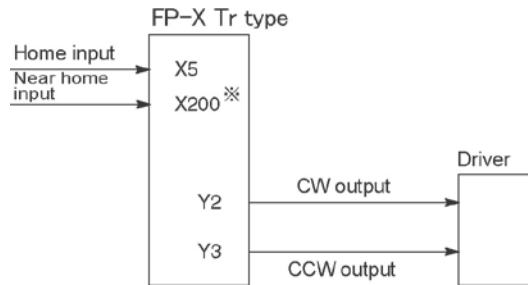 FP-X Tr type
Home input
X5
Near home
input
X200※
Driver
Y2
CW output
Y3
CCW output